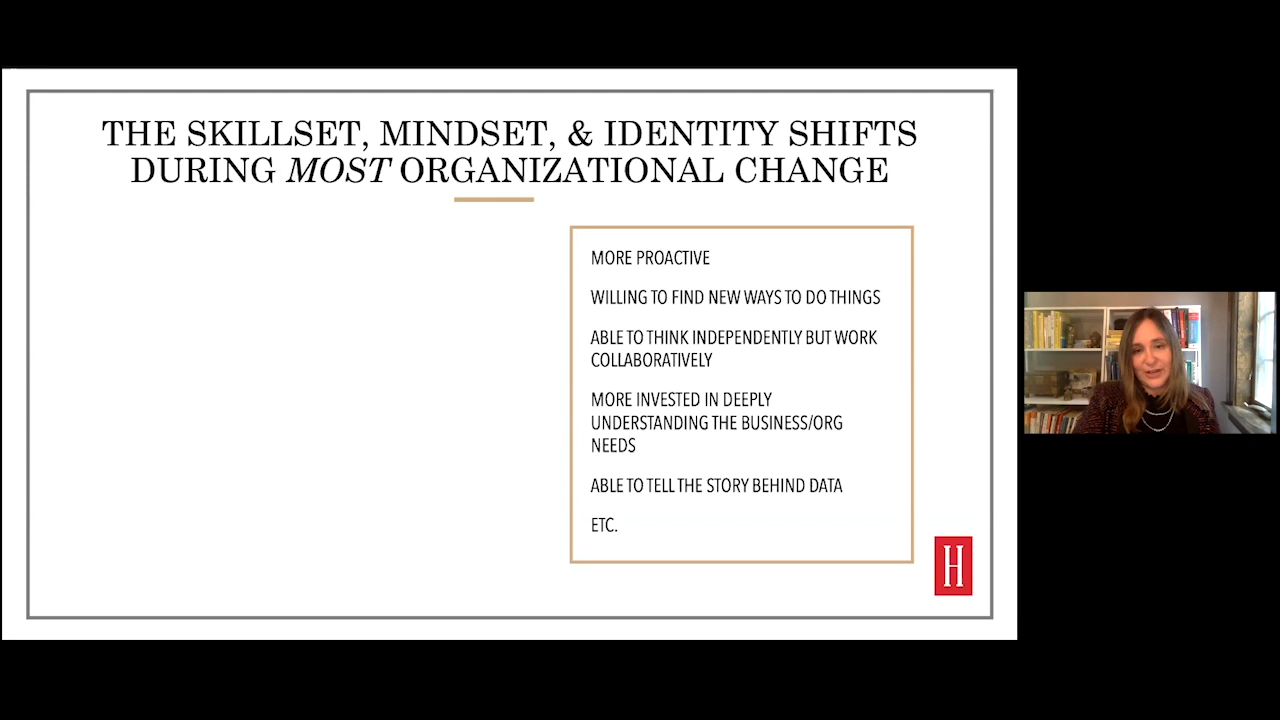 THE SKILLSET, MINDSET, & IDENTITY SHIFTS
DURING MOST ORGANIZATIONAL CHANGE
MORE PROACTIVE
WILLING TO FIND NEW WAYS TO DO THINGS
ABLE TO THINK INDEPENDENTLY BUT WORK
COLLABORATIVELY
MORE INVESTED IN DEEPLY
UNDERSTANDING THE BUSINESS/ORG
NEEDS
ABLE TO TELL THE STORY BEHIND DATA
ETC.
H